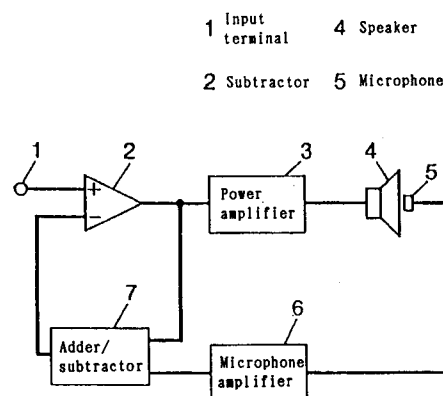 1 Input terminal
4 Speaker
2 Subtractor
5 Microphone
1
2
3
4
5
+
−
Power
amplifier
7
6
Adder/
subtractor
Microphone
amplifier